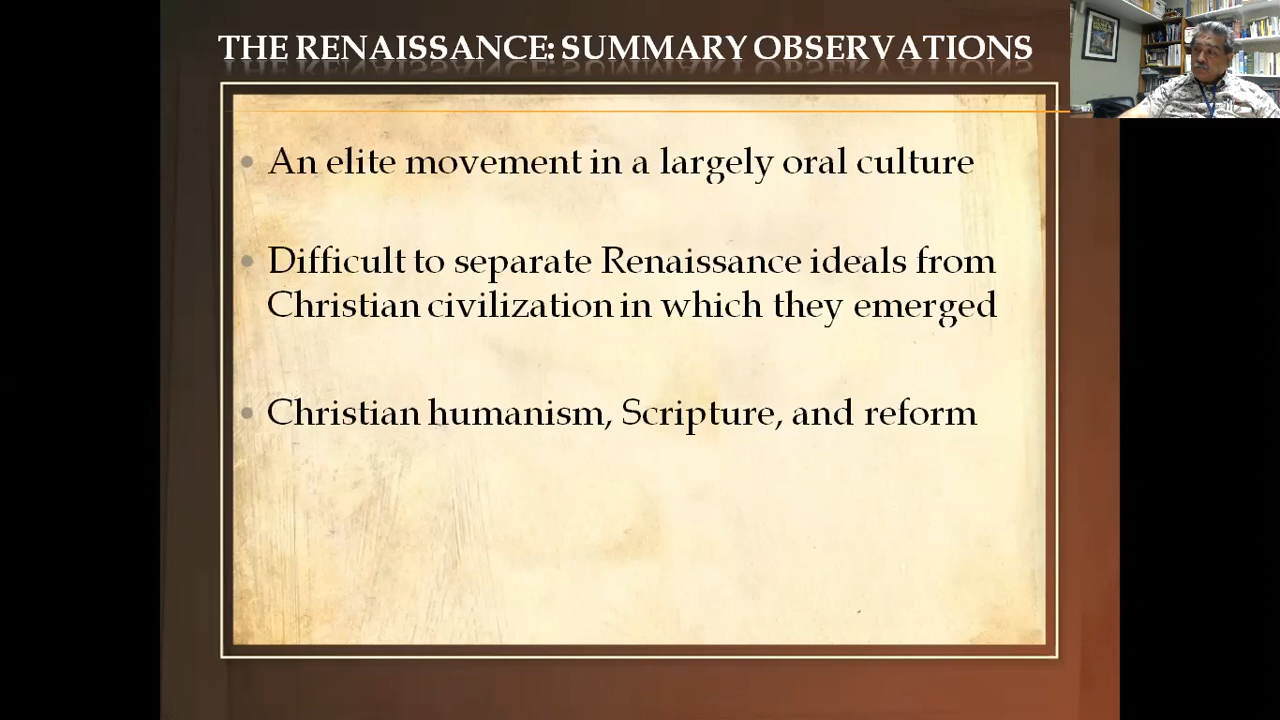 THE RENAISSANCE: SUMMARY OBSERVATIONS
• An elite movement in a largely oral culture
• Difficult to separate Renaissance ideals from
Christian civilization in which they emerged
• Christian humanism, Scripture, and reform